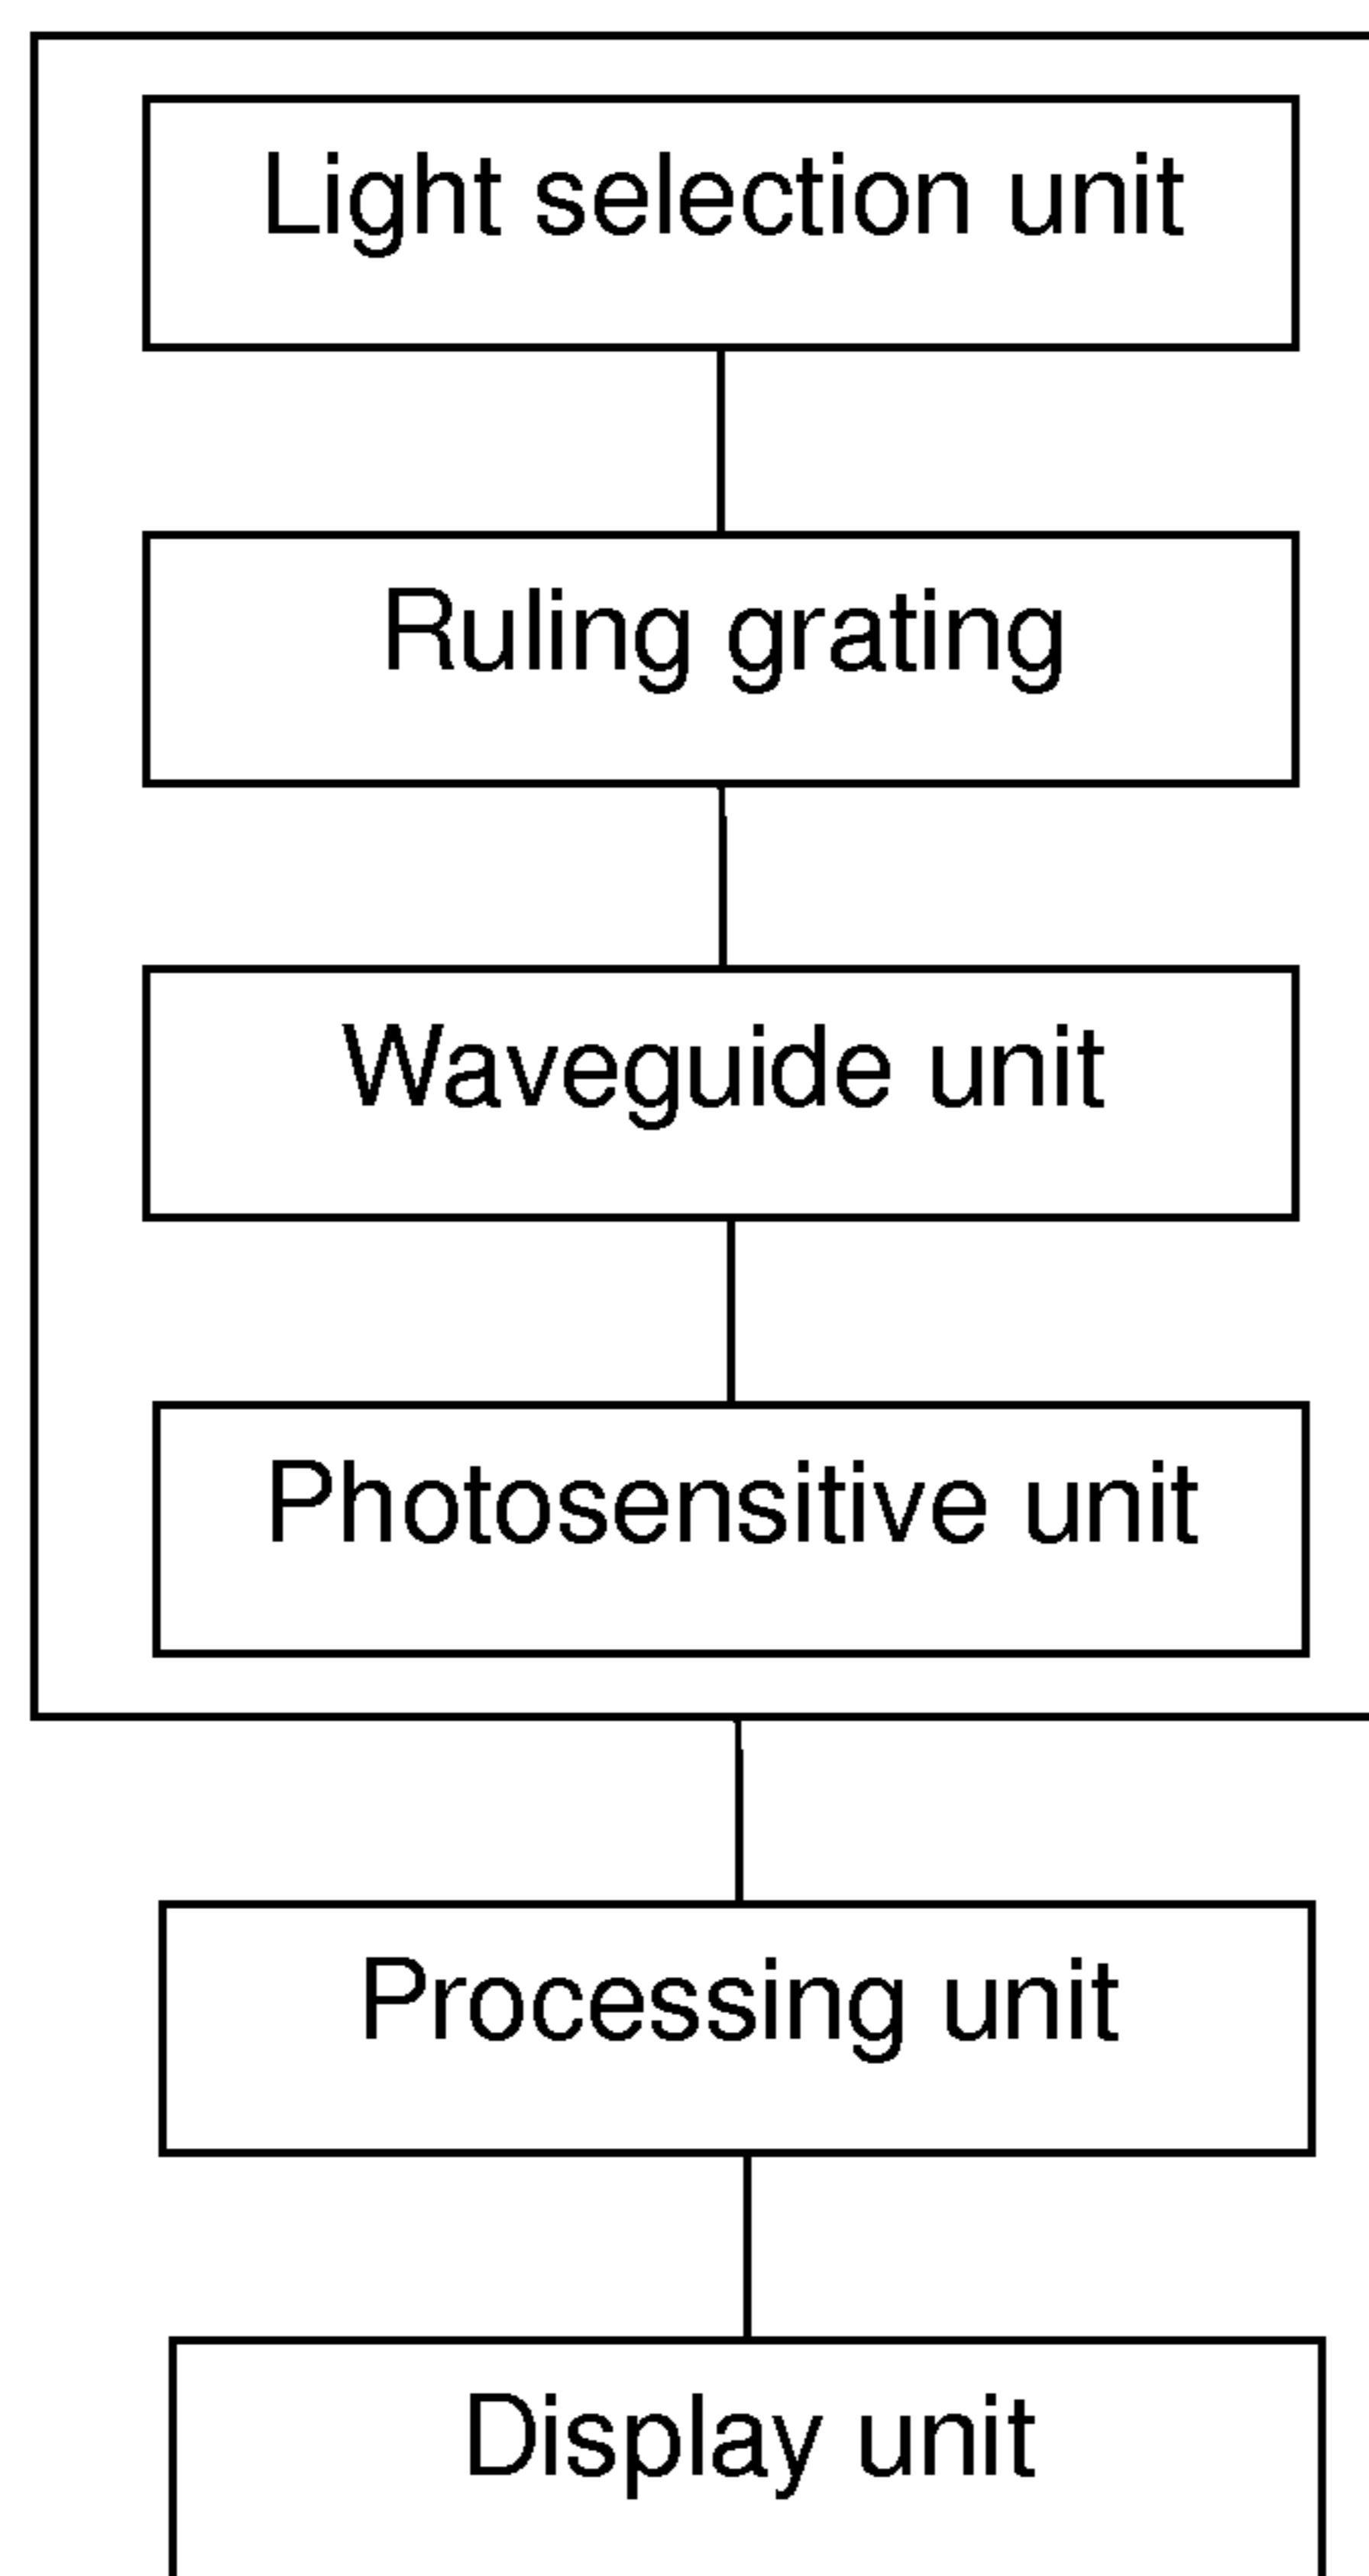 Light selection unit
Ruling grating
Waveguide unit
Photosensitive unit
Processing unit
Display unit